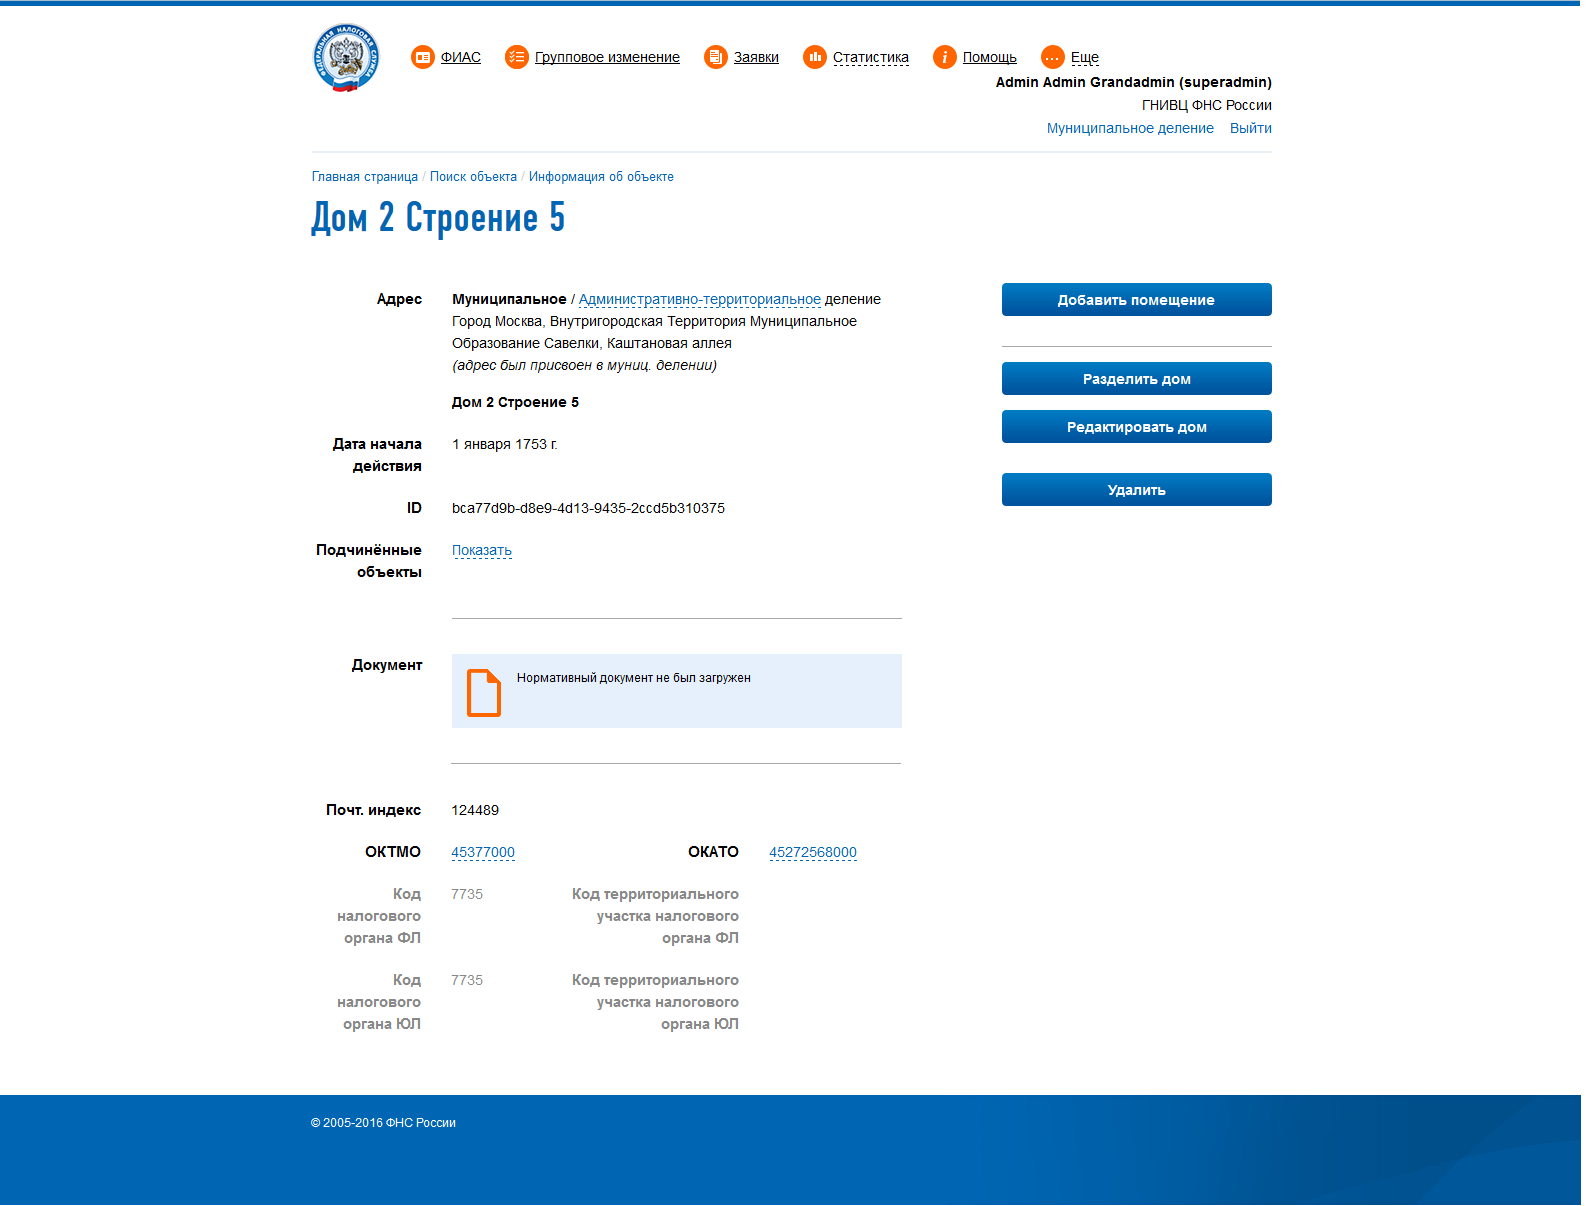 ФЕДЕРАЛЬНАЯ НАЛОГОВАЯ СЛУЖБА
ФИАС Групповое изменение Заявки Статистика Помощь Еще
Admin Admin Grandadmin (superadmin)
ГНИВЦ ФНС России
Муниципальное деление Выйти
Главная страница / Поиск объекта / Информация об объекте
Дом 2 Строение 5
Адрес Муниципальное / Административно-территориальное деление
Город Москва, Внутригородская Территория Муниципальное
Образование Савелки, Каштановая аллея
(адрес был присвоен в муниц. делении)
Дом 2 Строение 5
Дата начала действия 1 января 1753 г.
ID bca77d9b-d8e9-4d13-9435-2ccd5b310375
Подчинённые объекты Показать
Добавить помещение
Разделить дом
Редактировать дом
Удалить
Документ Нормативный документ не был загружен
Почт. индекс 124489
ОКТМО 45377000 ОКАТО 45272568000
Код налогового органа ФЛ 7735 Код территориального участка налогового органа ФЛ
Код налогового органа ЮЛ 7735 Код территориального участка налогового органа ЮЛ
© 2005-2016 ФНС России